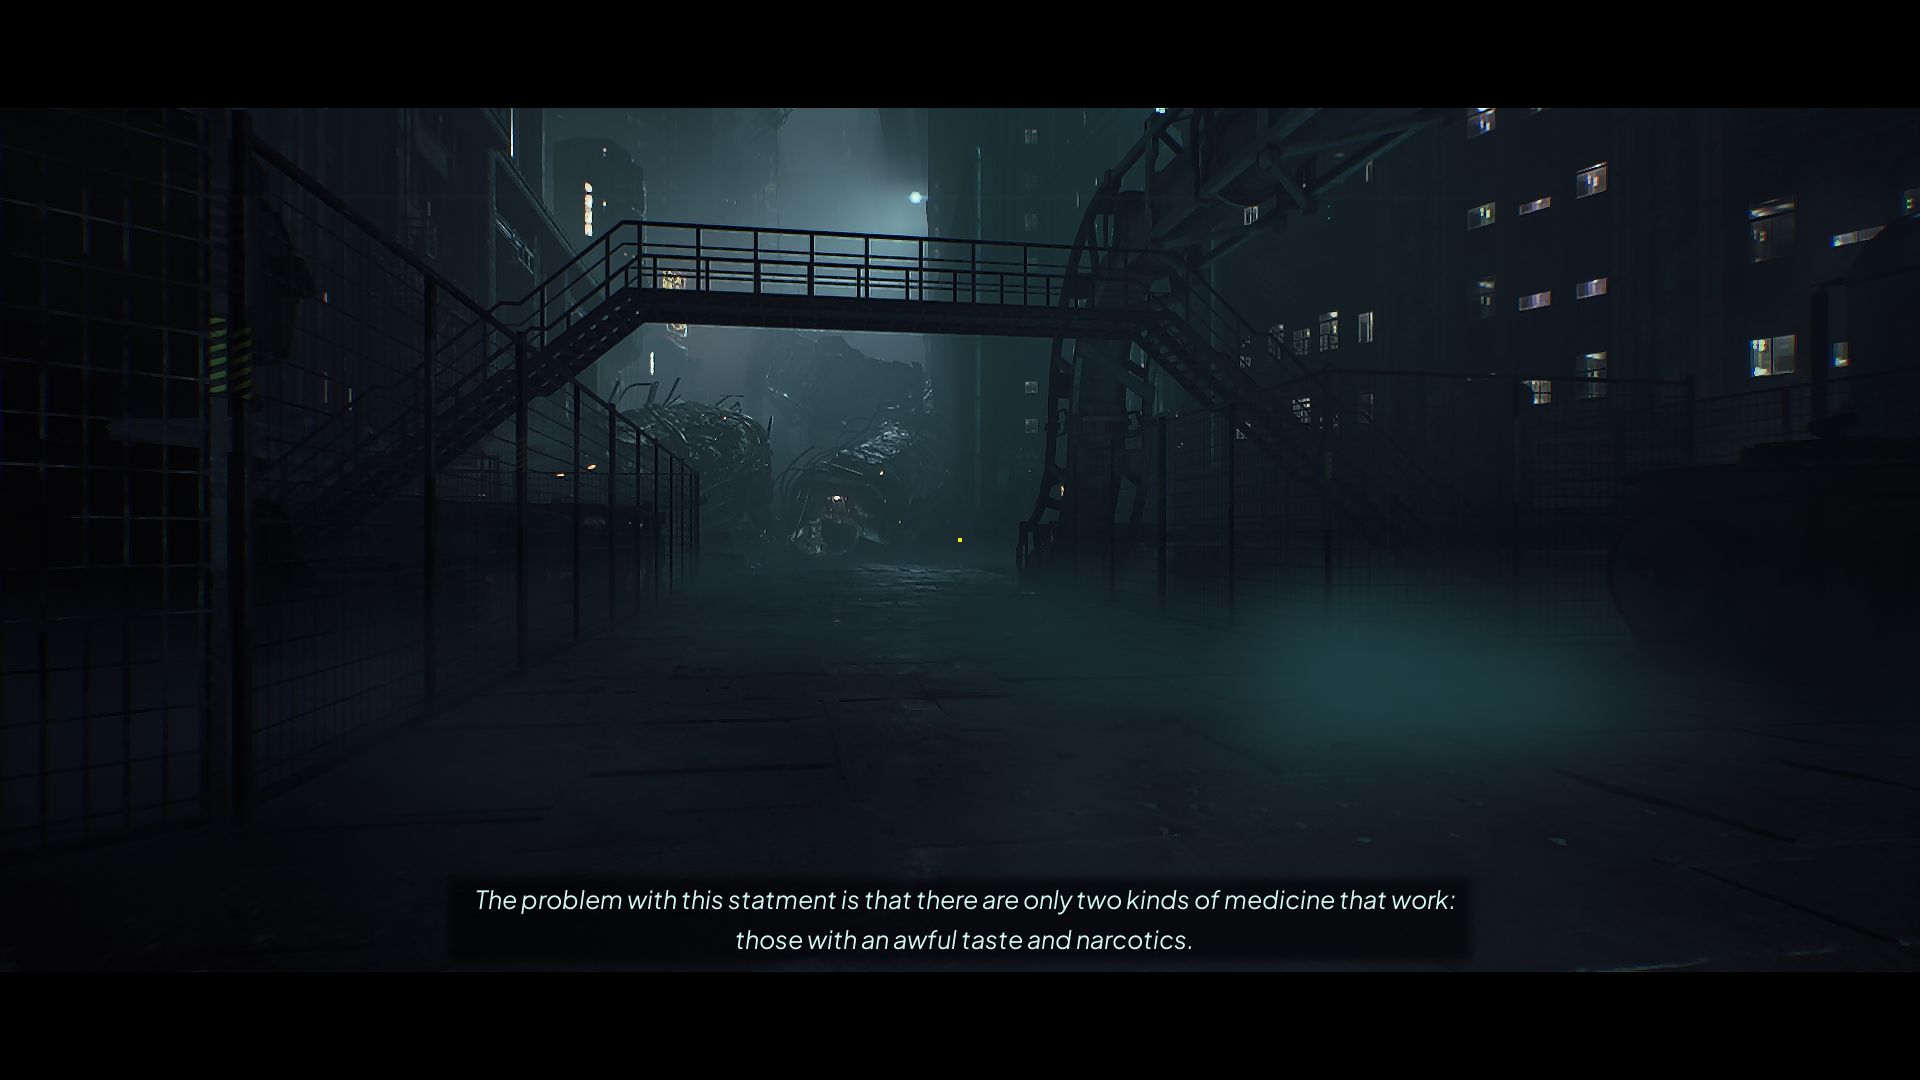 The problem with this statment is that there are only two kinds of medicine that work:
those with an awful taste and narcotics.